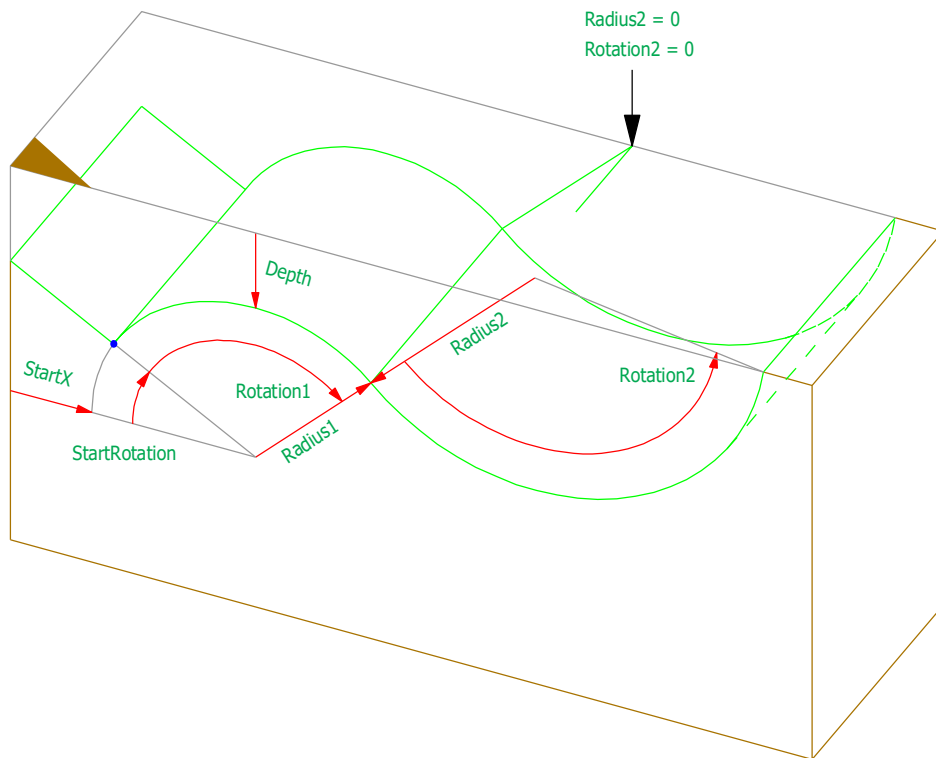 Radius2 = 0
Rotation2 = 0
Depth
Radius2
StartX
Rotation1
Rotation2
Radius1
StartRotation